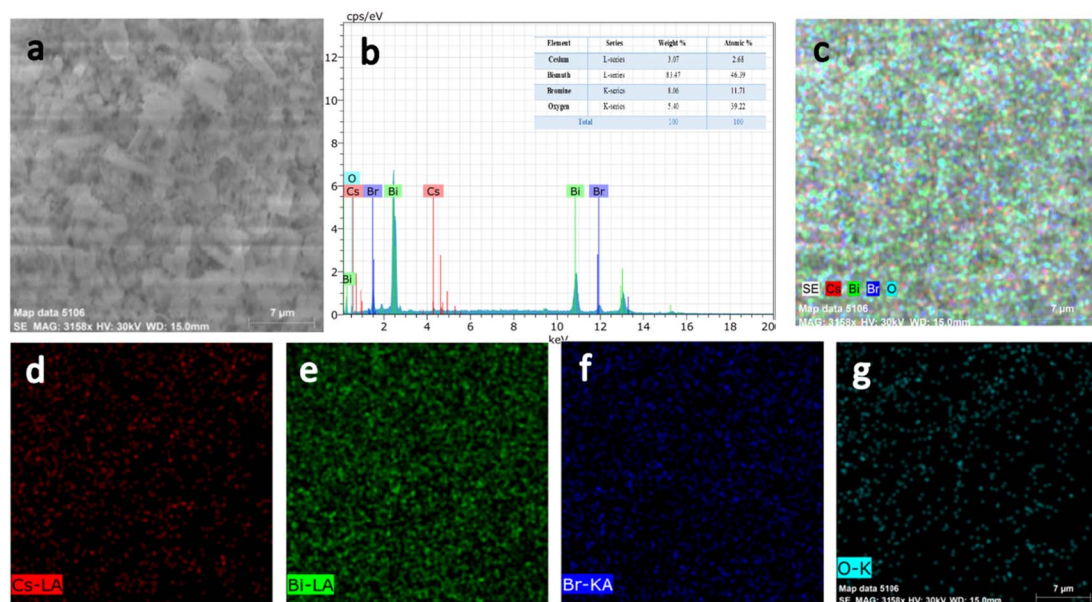 a
Map data 5106
SE MAG: 3158x HV: 30kV WD: 15.0mm
7 µm
b
cps/eV
Element Series Weight % Atomic %
Cesium L-series 3.07 2.68
Bismuth L-series 83.47 46.39
Bromine K-series 8.06 11.71
Oxygen K-series 5.40 39.22
Total 100 100
12
10
8
6
4
2
0
O
Cs Br Bi Cs Bi Br
Bi
2 4 6 8 10 12 14 16 18 20
keV
c
SE Cs Bi Br O
Map data 5106
MAG: 3158x HV: 30kV WD: 15.0mm
7 µm
d
Cs-LA
e
Bi-LA
f
Br-KA
g
O-K
Map data 5106
SE MAG: 3158x HV: 30kV WD: 15.0mm
7 µm